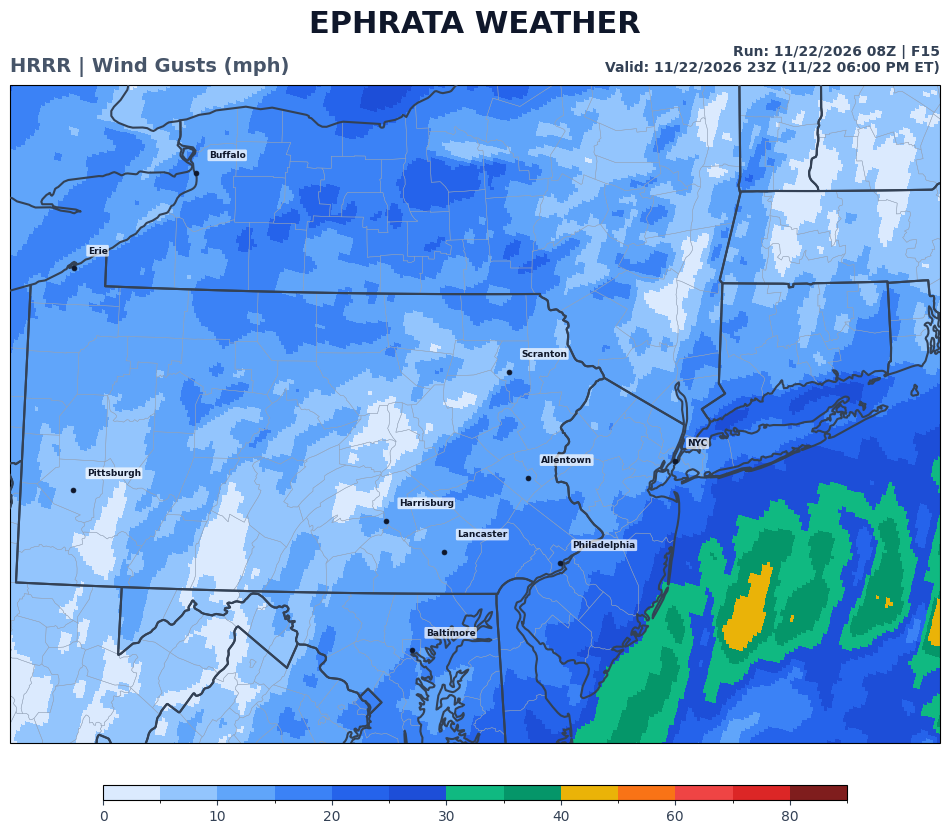 EPHRATA WEATHER
HRRR | Wind Gusts (mph)
Run: 11/22/2026 08Z | F15
Valid: 11/22/2026 23Z (11/22 06:00 PM ET)
Buffalo
Erie
Scranton
NYC
Allentown
Pittsburgh
Harrisburg
Lancaster
Philadelphia
Baltimore
0 10 20 30 40 60 80